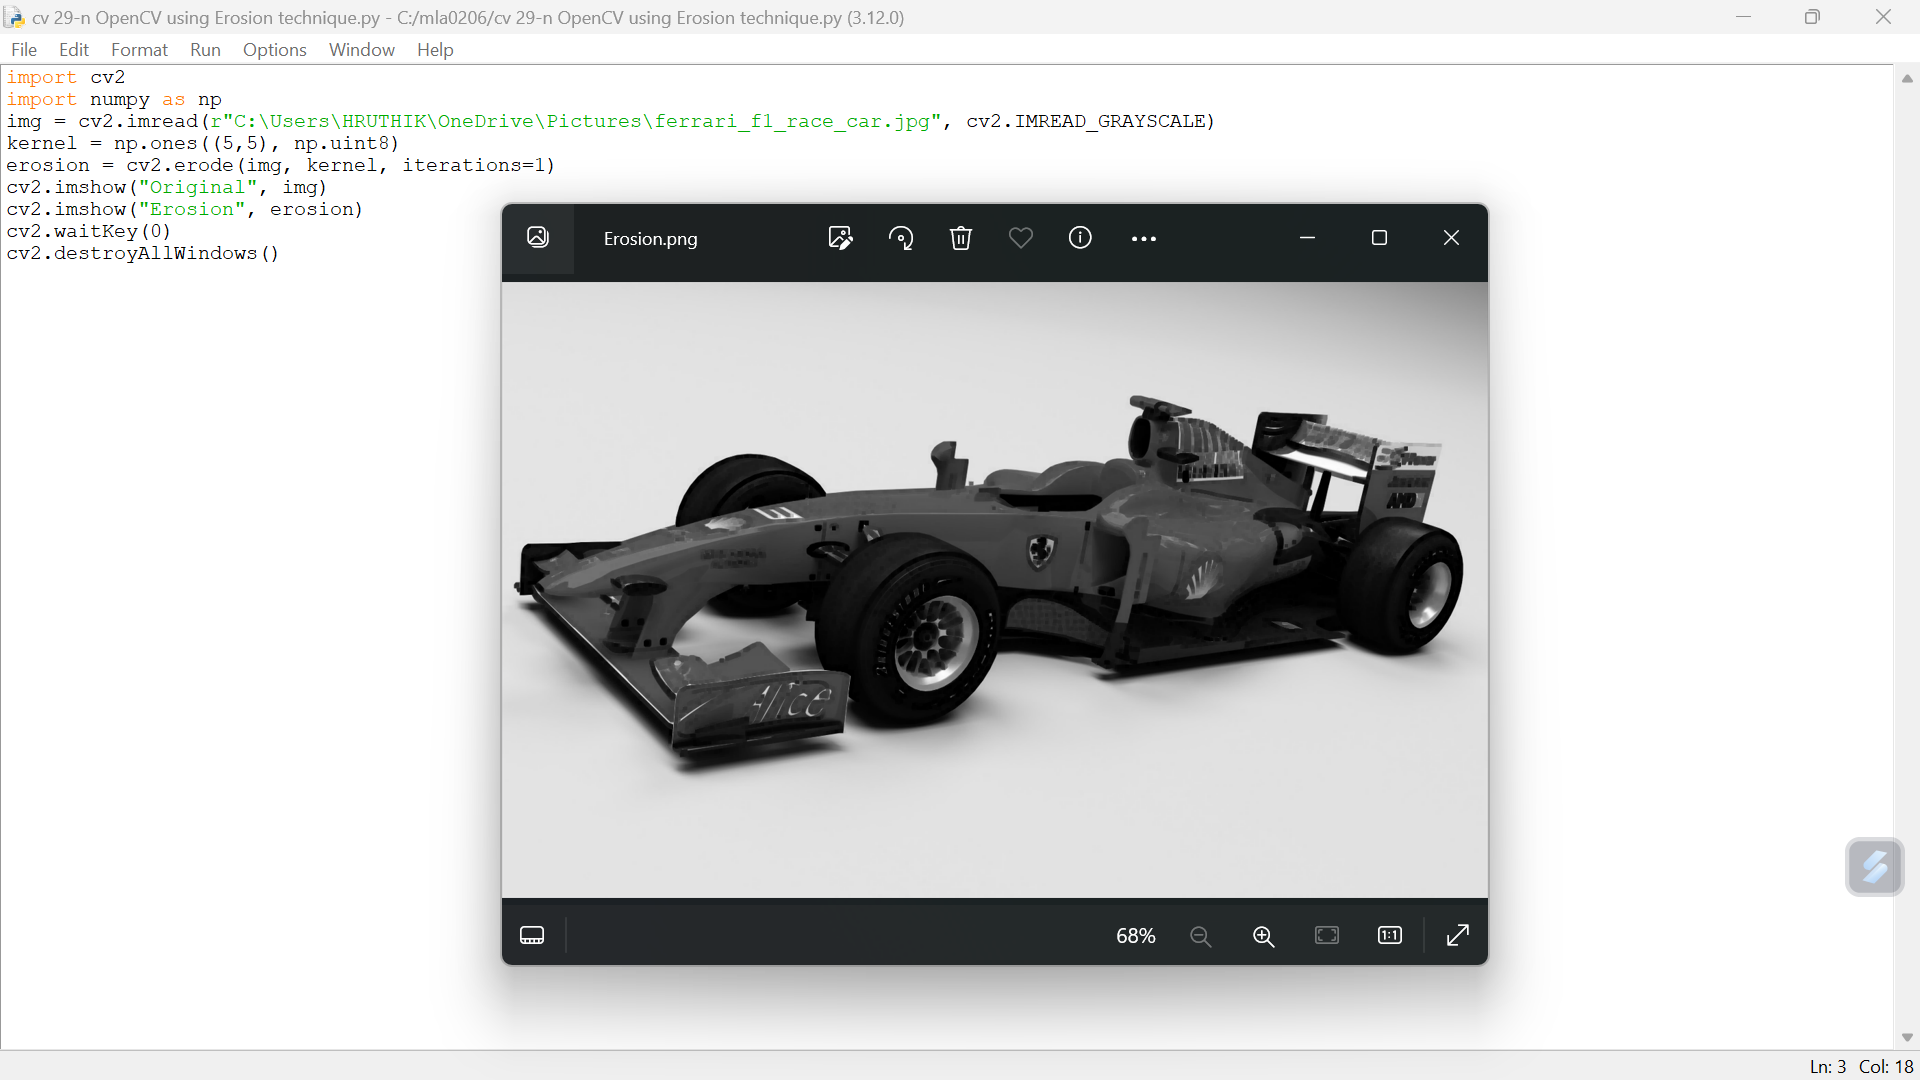 cv 29-n OpenCV using Erosion technique.py - C:/mla0206/cv 29-n OpenCV using Erosion technique.py (3.12.0)
File Edit Format Run Options Window Help
import cv2
import numpy as np
img = cv2.imread(r"C:\Users\HRUTHIK\OneDrive\Pictures\ferrari_f1_race_car.jpg", cv2.IMREAD_GRAYSCALE)
kernel = np.ones((5,5), np.uint8)
erosion = cv2.erode(img, kernel, iterations=1)
cv2.imshow("Original", img)
cv2.imshow("Erosion", erosion)
cv2.waitKey(0)
cv2.destroyAllWindows()
Erosion.png
AMD
3
68%
1:1
Ln: 3 Col: 18